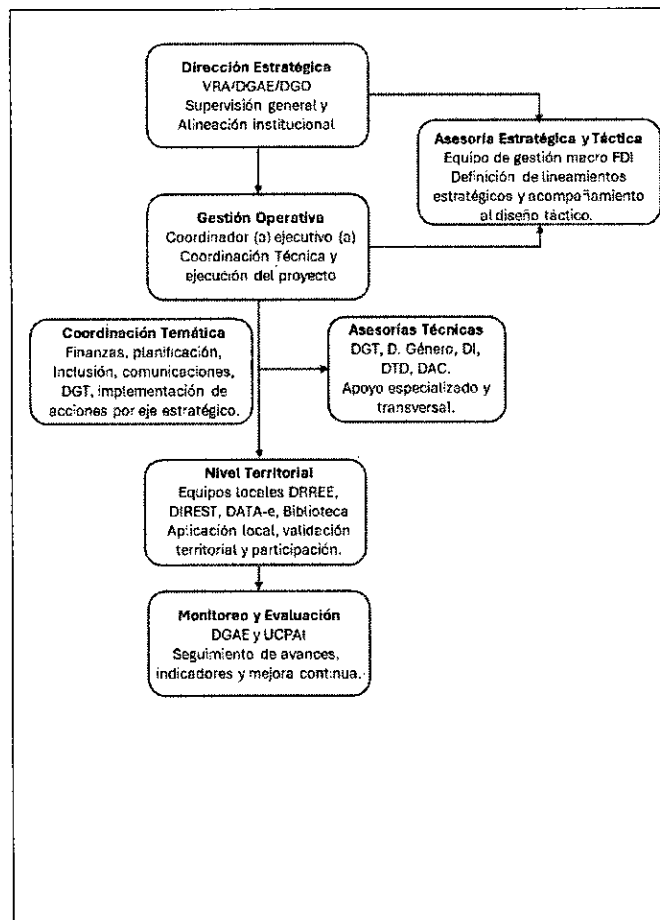 Dirección Estratégica
VRA/DGAE/DGD
Supervisión general y
Alineación institucional
Asesoría Estratégica y Táctica
Equipo de gestión macro FDI
Definición de lineamientos
estratégicos y acompañamiento
al diseño táctico.
Gestión Operativa
Coordinador (a) ejecutivo (a)
Coordinación Técnica y
ejecución del proyecto
Coordinación Temática
Finanzas, planificación,
Inclusión, comunicaciones,
DGT, implementación de
acciones por eje estratégico.
Asesorías Técnicas
DGT, D. Género, DI,
DTD, DAC.
Apoyo especializado y
transversal.
Nivel Territorial
Equipos locales DRREE,
DIREST, DATA-e, Biblioteca
Aplicación local, validación
territorial y participación.
Monitoreo y Evaluación
DGAE y UCPAI
Seguimiento de avances,
indicadores y mejora continua.